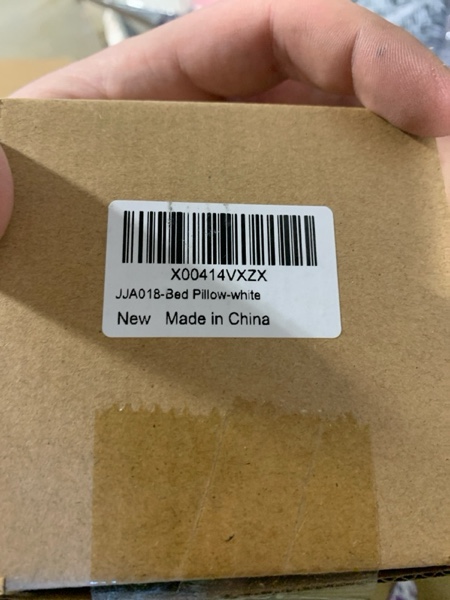 X00414VXZX
JJA018-Bed Pillow-white
New Made in China